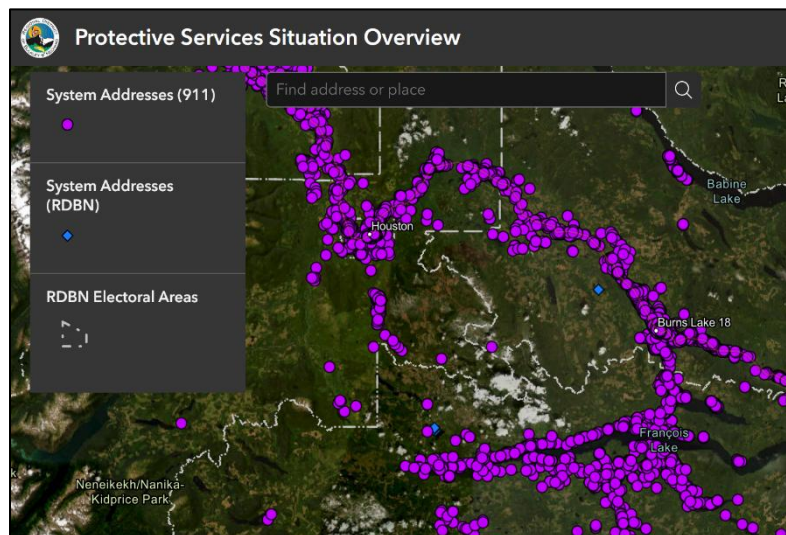 Protective Services Situation Overview
System Addresses (911)
System Addresses
(RDBN)
RDBN Electoral Areas
Find address or place
Houston
Babine
Lake
Burns Lake 18
François
Lake
Neneikekh/Nanika-
Kidprice Park